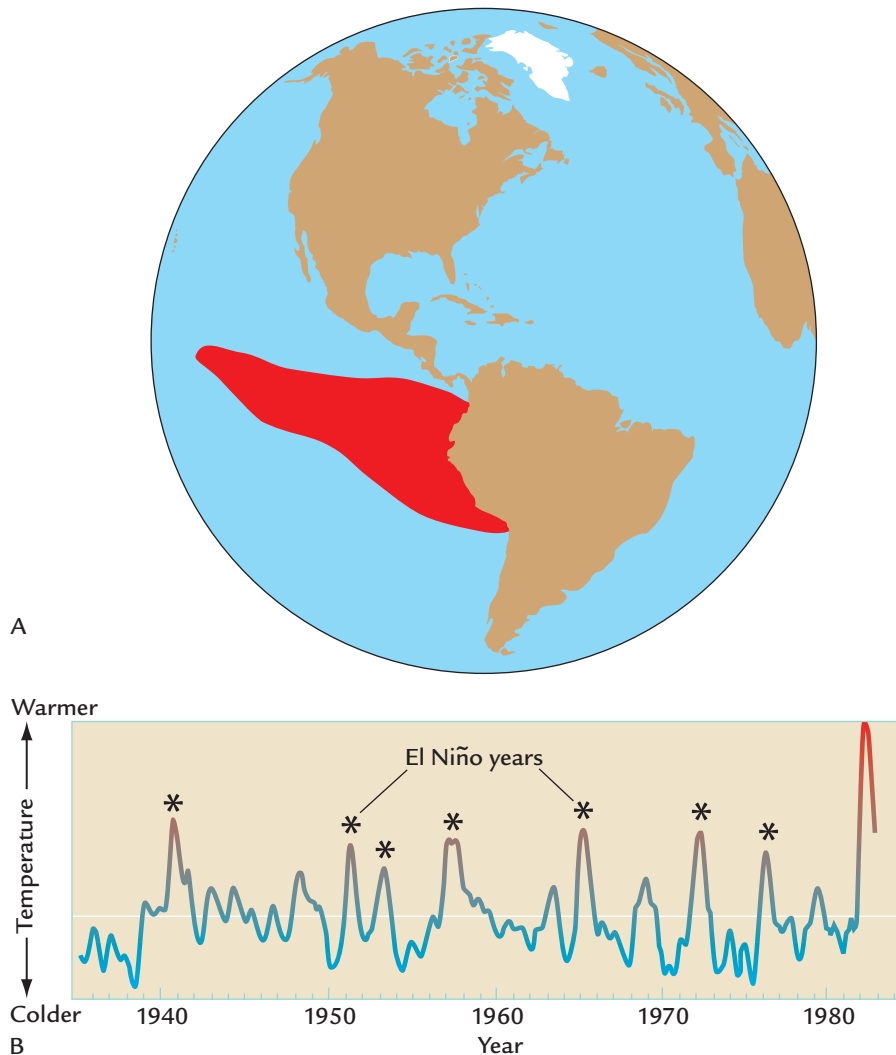 A
Warmer
El Niño years
* * * * * * *
Temperature
Colder
1940 1950 1960 1970 1980
B
Year